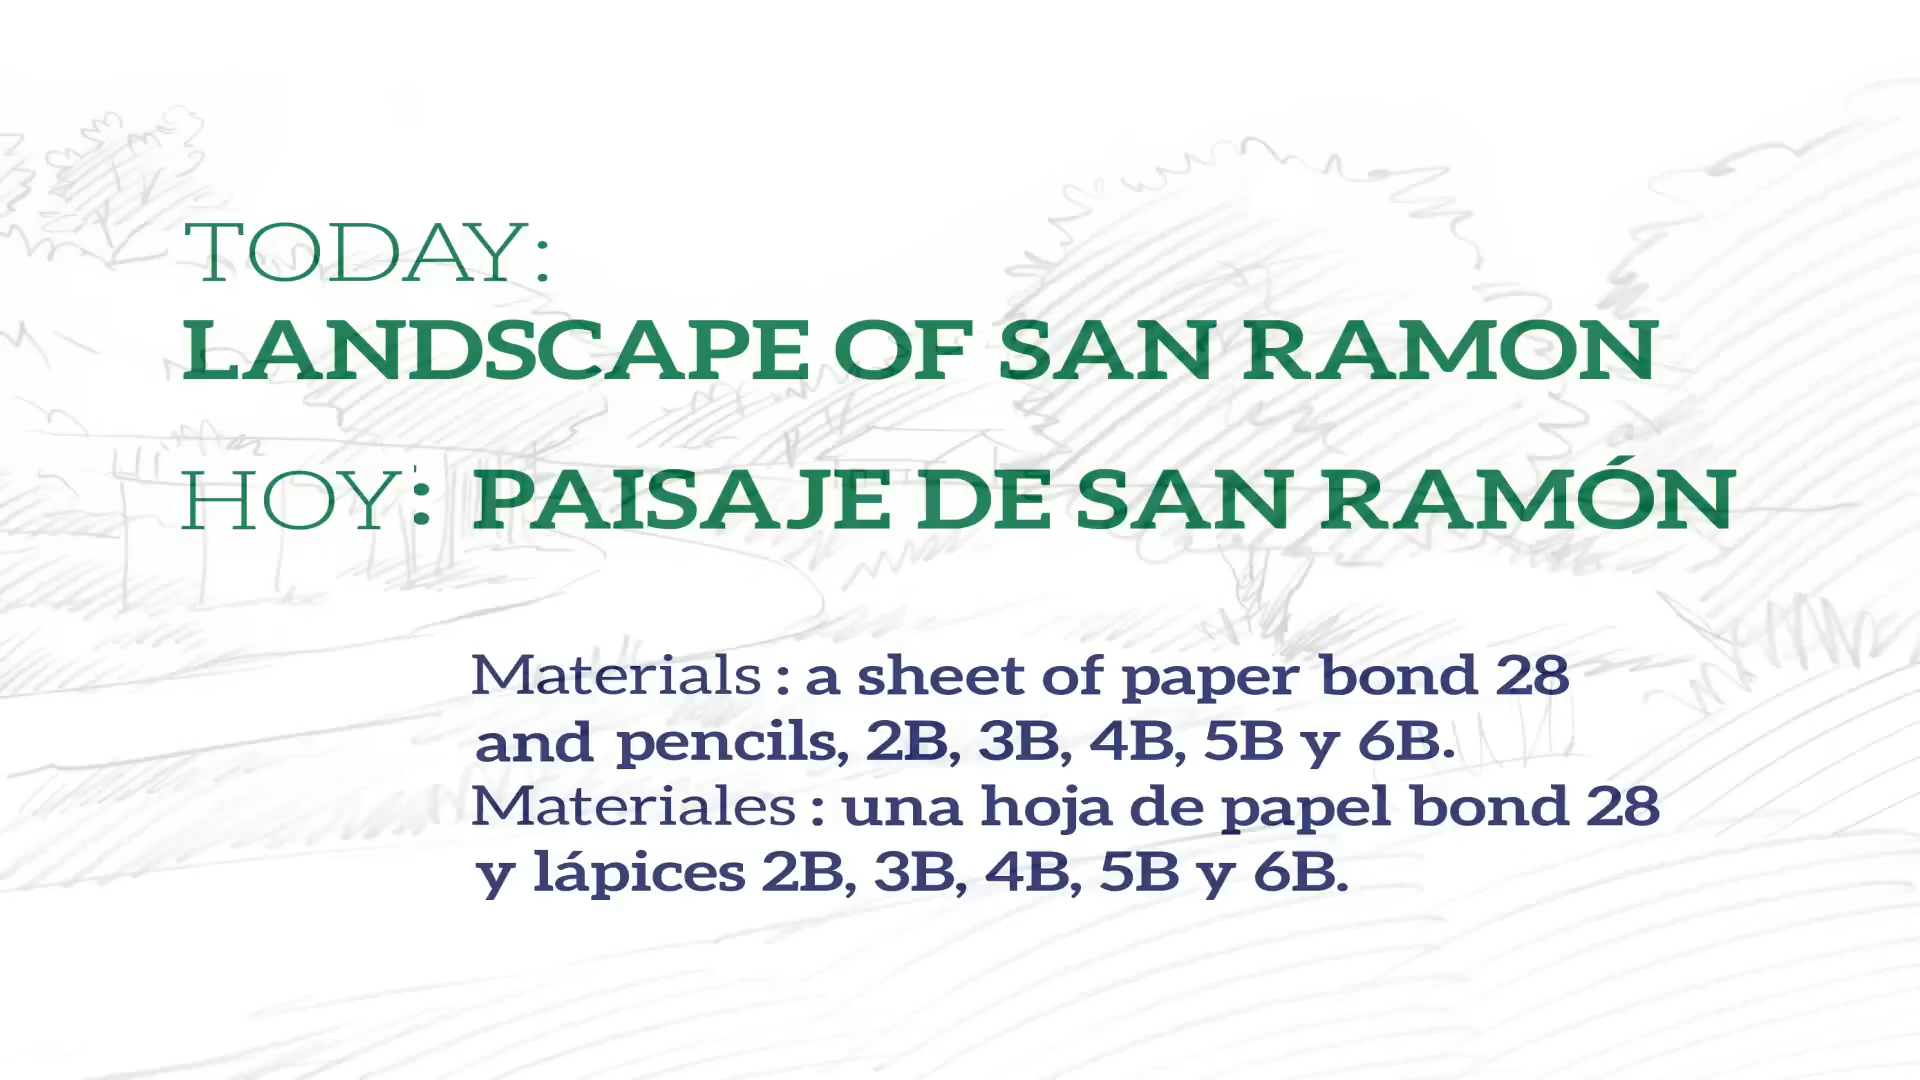 TODAY:
LANDSCAPE OF SAN RAMON
HOY: PAISAJE DE SAN RAMÓN
Materials : a sheet of paper bond 28
and pencils, 2B, 3B, 4B, 5B y 6B.
Materiales : una hoja de papel bond 28
y lápices 2B, 3B, 4B, 5B y 6B.